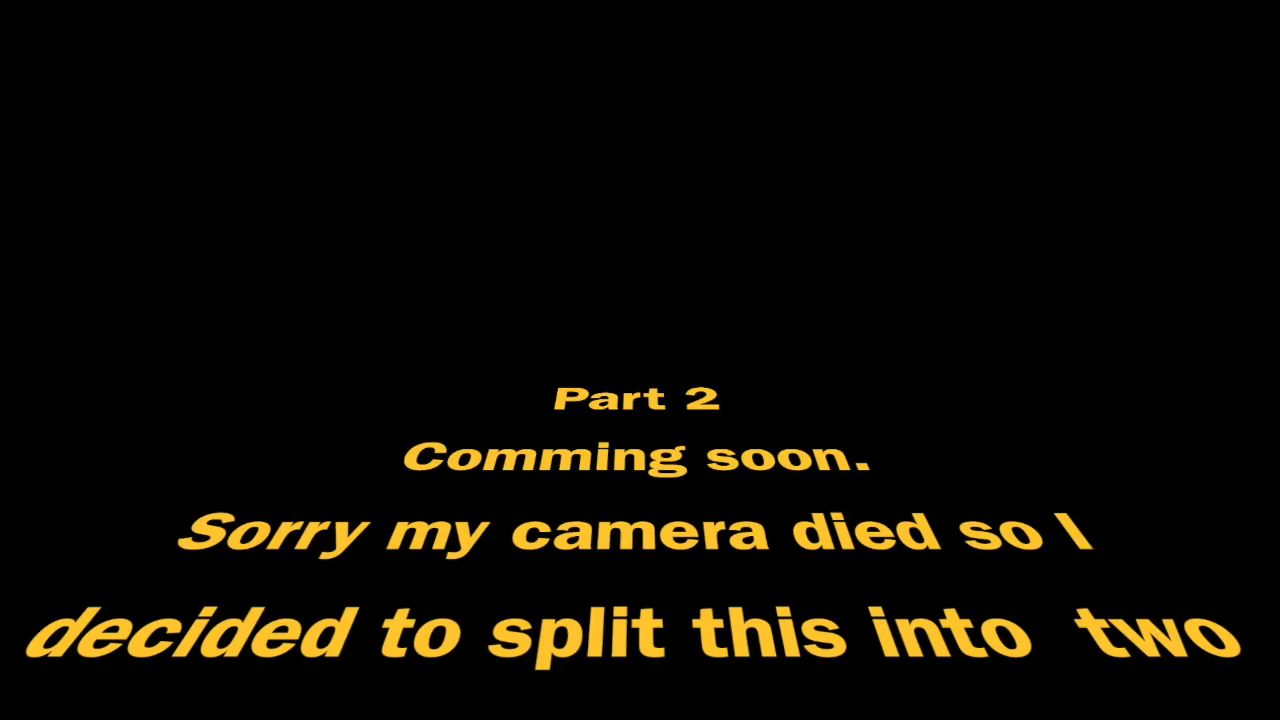 Part 2
Comming soon.
Sorry my camera died so I
decided to split this into two